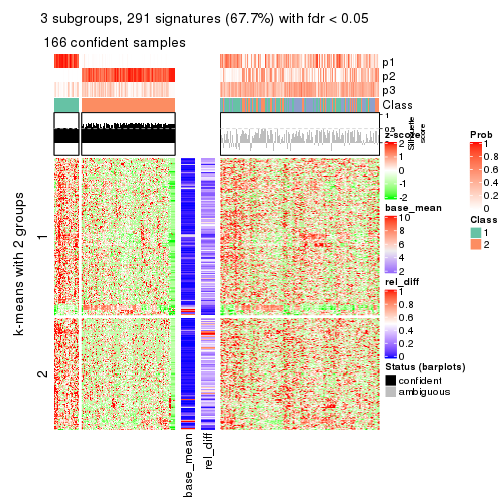 3 subgroups, 291 signatures (67.7%) with fdr < 0.05
166 confident samples
p1
p2
p3
Class
1
0.5
0
Silhouette
score
k-means with 2 groups
1
2
base_mean
rel_diff
z-score
2
1
0
-1
-2
base_mean
10
8
6
4
2
rel_diff
1
0.8
0.6
0.4
0.2
0
Status (barplots)
confident
ambiguous
Prob
1
0.8
0.6
0.4
0.2
0
Class
1
2